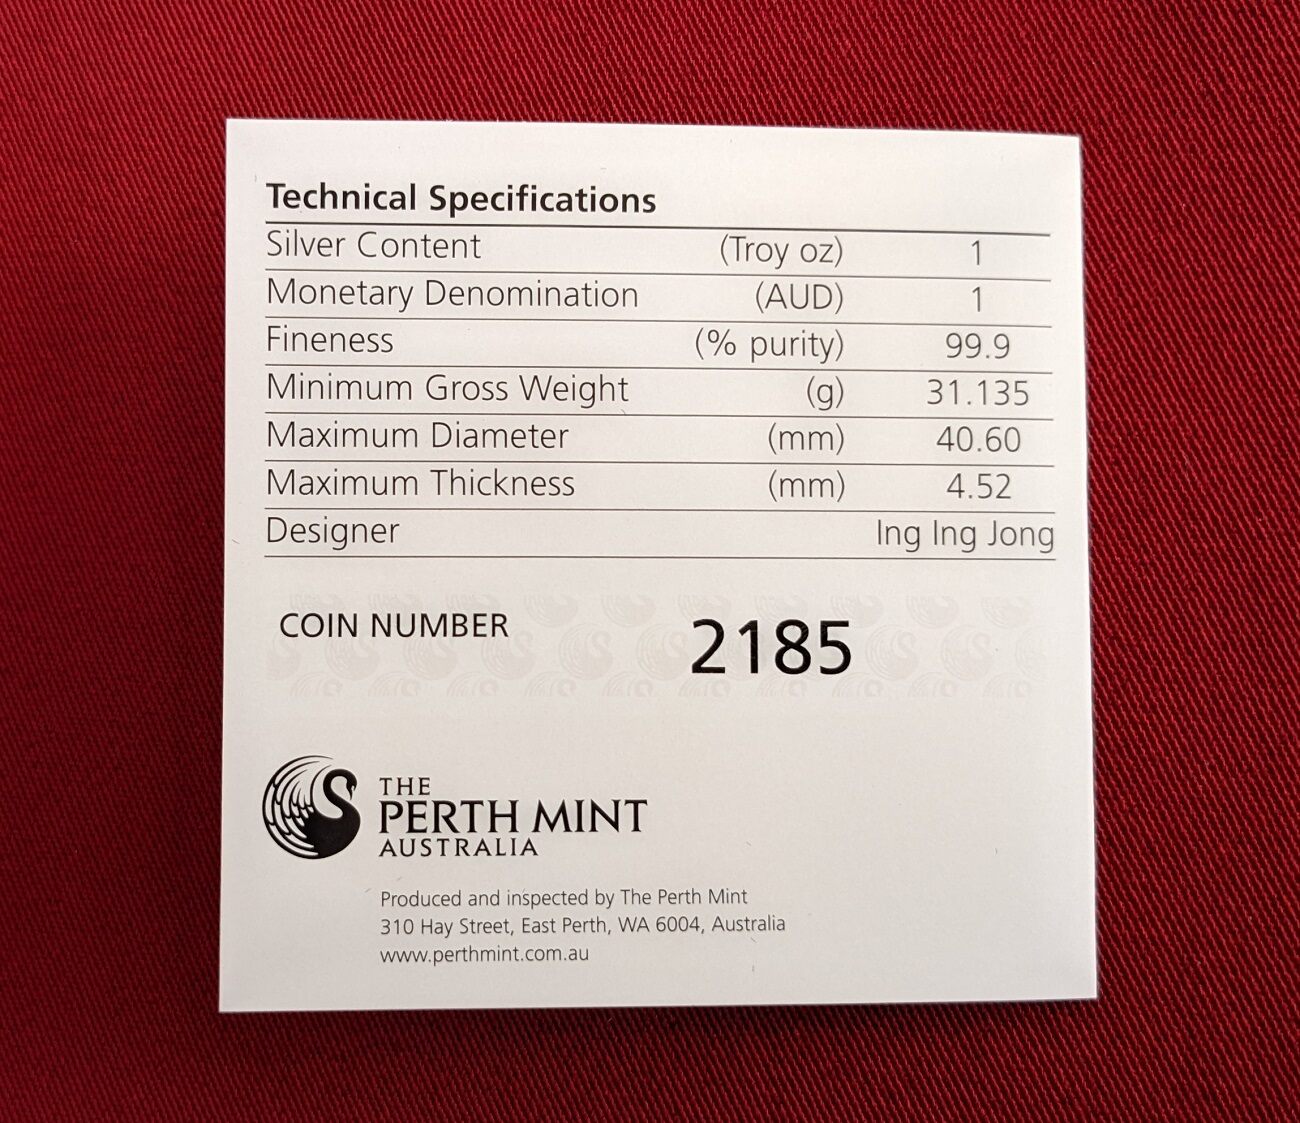 Technical Specifications
Silver Content (Troy oz) 1
Monetary Denomination (AUD) 1
Fineness (% purity) 99.9
Minimum Gross Weight (g) 31.135
Maximum Diameter (mm) 40.60
Maximum Thickness (mm) 4.52
Designer Ing Ing Jong
COIN NUMBER 2185
THE
PERTH MINT
AUSTRALIA
Produced and inspected by The Perth Mint
310 Hay Street, East Perth, WA 6004, Australia
www.perthmint.com.au